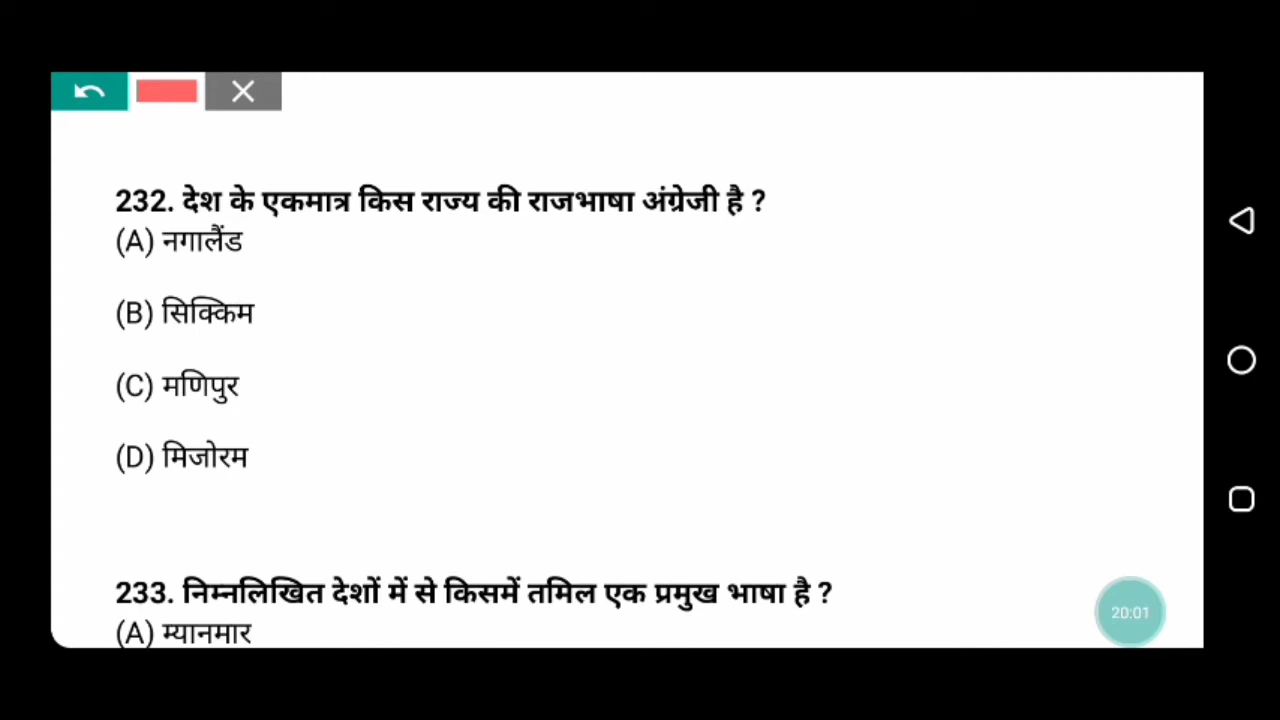 232. देश के एकमात्र किस राज्य की राजभाषा अंग्रेजी है ?
(A) नगालैंड
(B) सिक्किम
(C) मणिपुर
(D) मिजोरम
233. निम्नलिखित देशों में से किसमें तमिल एक प्रमुख भाषा है ?
(A) म्यानमार
20:01